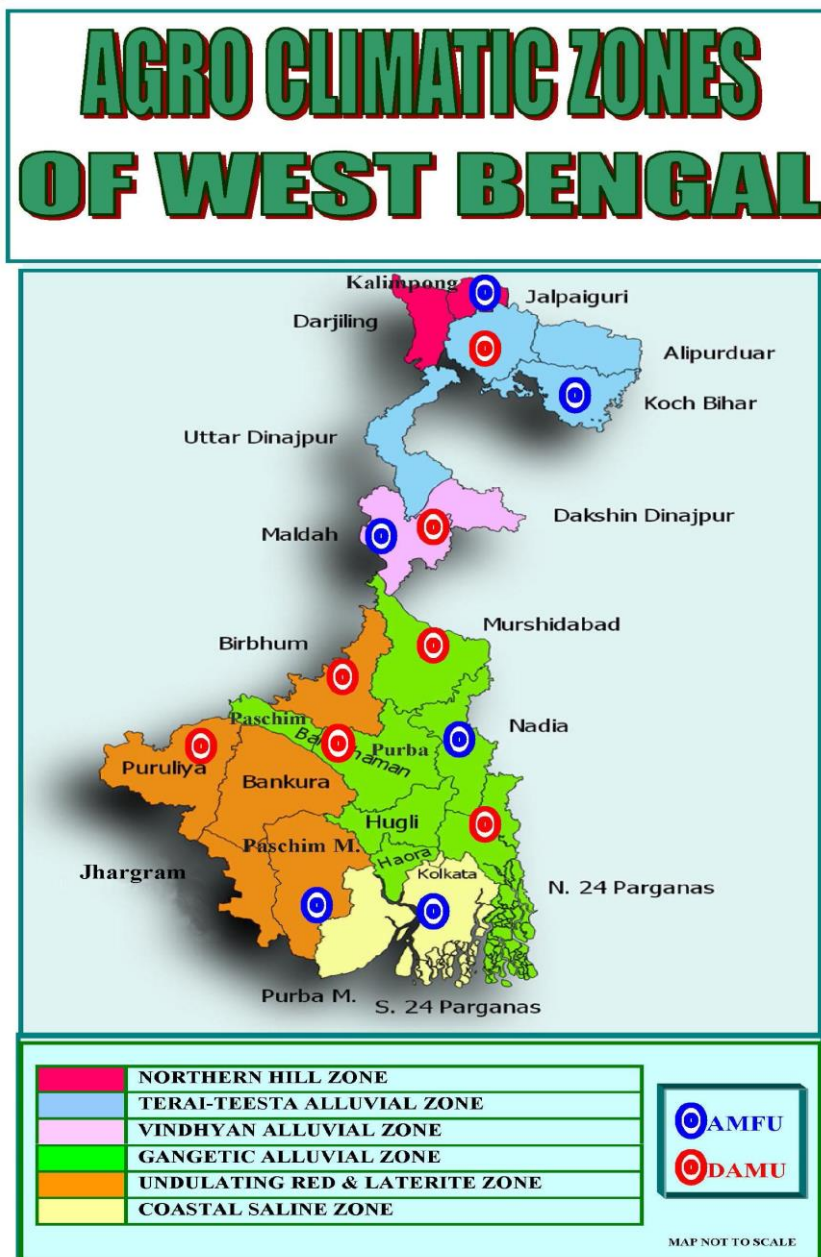 AGRO CLIMATIC ZONES
OF WEST BENGAL
Kalimpong
Jalpaiguri
Darjiling
Alipurduar
Koch Bihar
Uttar Dinajpur
Dakshin Dinajpur
Maldah
Murshidabad
Birbhum
Paschim
Purba
Nadia
Puruliya
Bankura
Hugli
Paschim M.
Haora
Jhargram
Kolkata
N. 24 Parganas
Purba M.
S. 24 Parganas
NORTHERN HILL ZONE
TERAI-TEESTA ALLUVIAL ZONE
VINDHYAN ALLUVIAL ZONE
GANGETIC ALLUVIAL ZONE
UNDULATING RED & LATERITE ZONE
COASTAL SALINE ZONE
AMFU
DAMU
MAP NOT TO SCALE